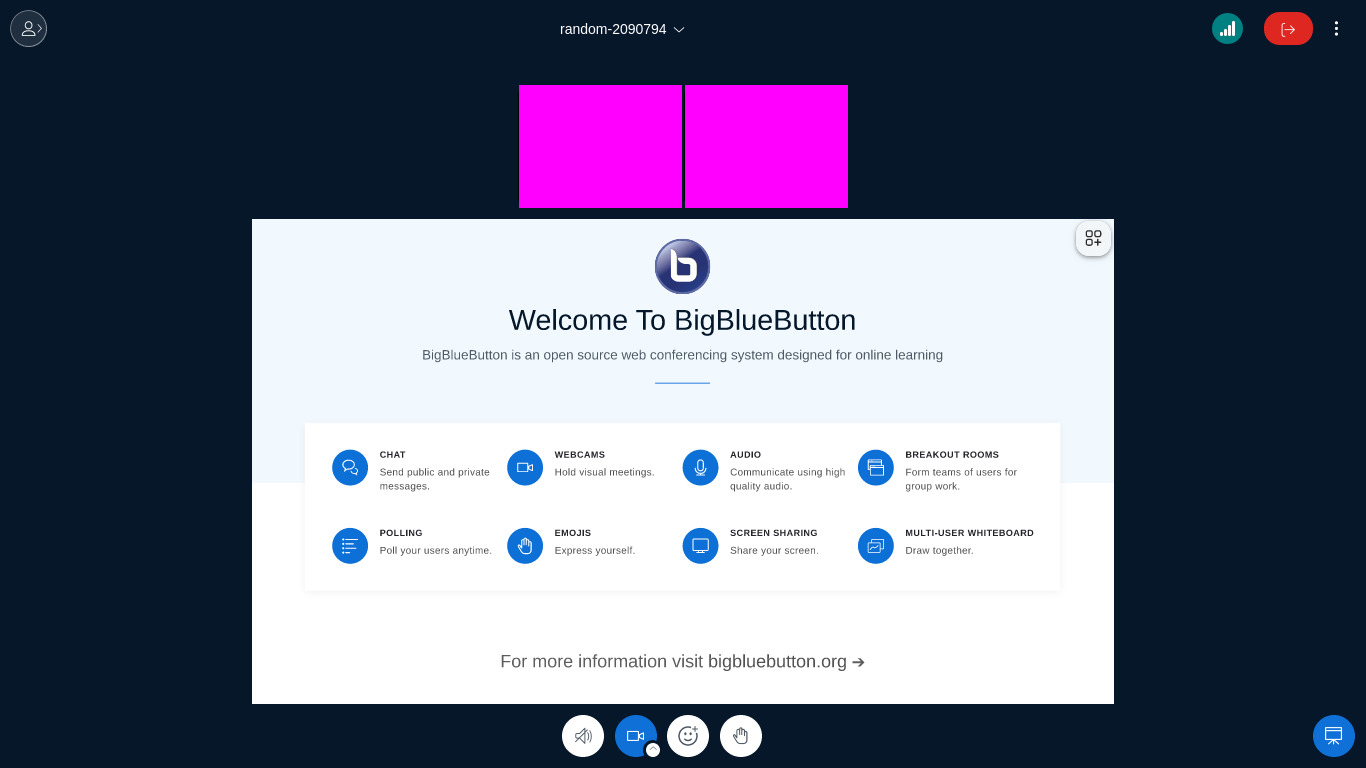 random-2090794
Welcome To BigBlueButton
BigBlueButton is an open source web conferencing system designed for online learning
CHAT
Send public and private
messages.
WEBCAMS
Hold visual meetings.
AUDIO
Communicate using high
quality audio.
BREAKOUT ROOMS
Form teams of users for
group work.
POLLING
Poll your users anytime.
EMOJIS
Express yourself.
SCREEN SHARING
Share your screen.
MULTI-USER WHITEBOARD
Draw together.
For more information visit bigbluebutton.org ➔